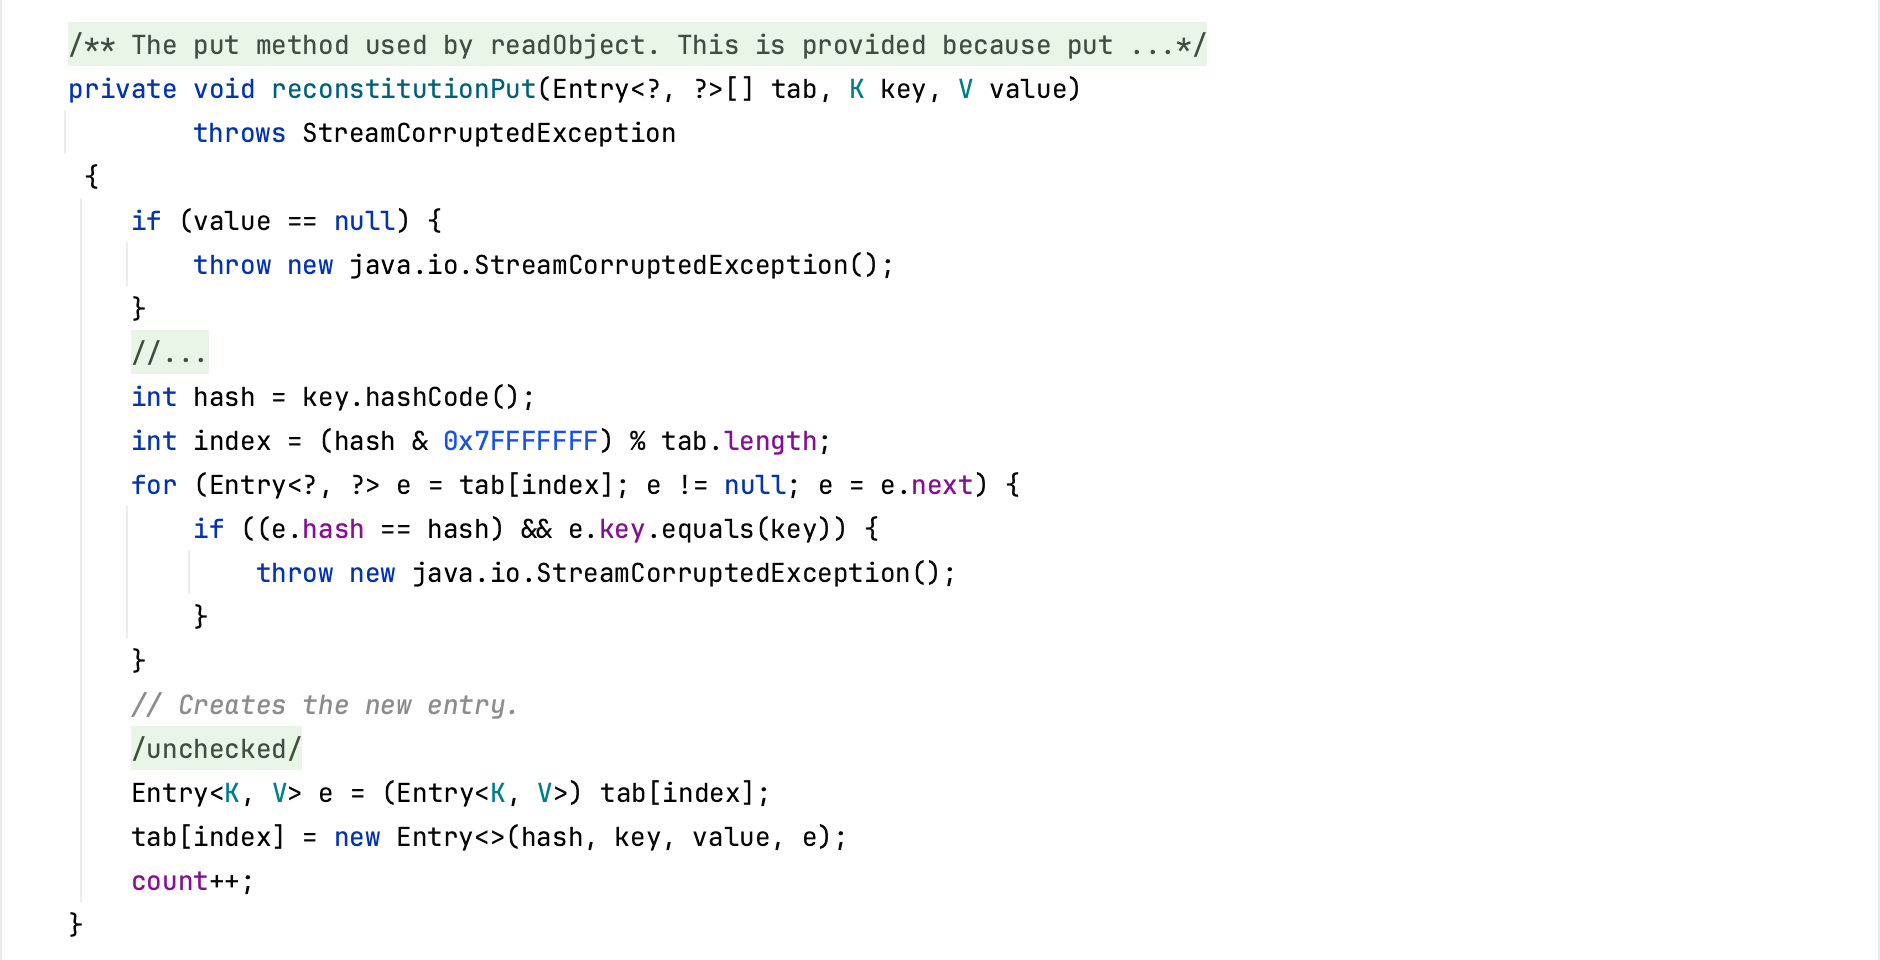 /** The put method used by readObject. This is provided because put ...*/
private void reconstitutionPut(Entry<?, ?>[] tab, K key, V value)
        throws StreamCorruptedException
 {
    if (value == null) {
        throw new java.io.StreamCorruptedException();
    }
    //...
    int hash = key.hashCode();
    int index = (hash & 0x7FFFFFFF) % tab.length;
    for (Entry<?, ?> e = tab[index]; e != null; e = e.next) {
        if ((e.hash == hash) && e.key.equals(key)) {
            throw new java.io.StreamCorruptedException();
        }
    }
    // Creates the new entry.
    /unchecked/
    Entry<K, V> e = (Entry<K, V>) tab[index];
    tab[index] = new Entry<>(hash, key, value, e);
    count++;
}